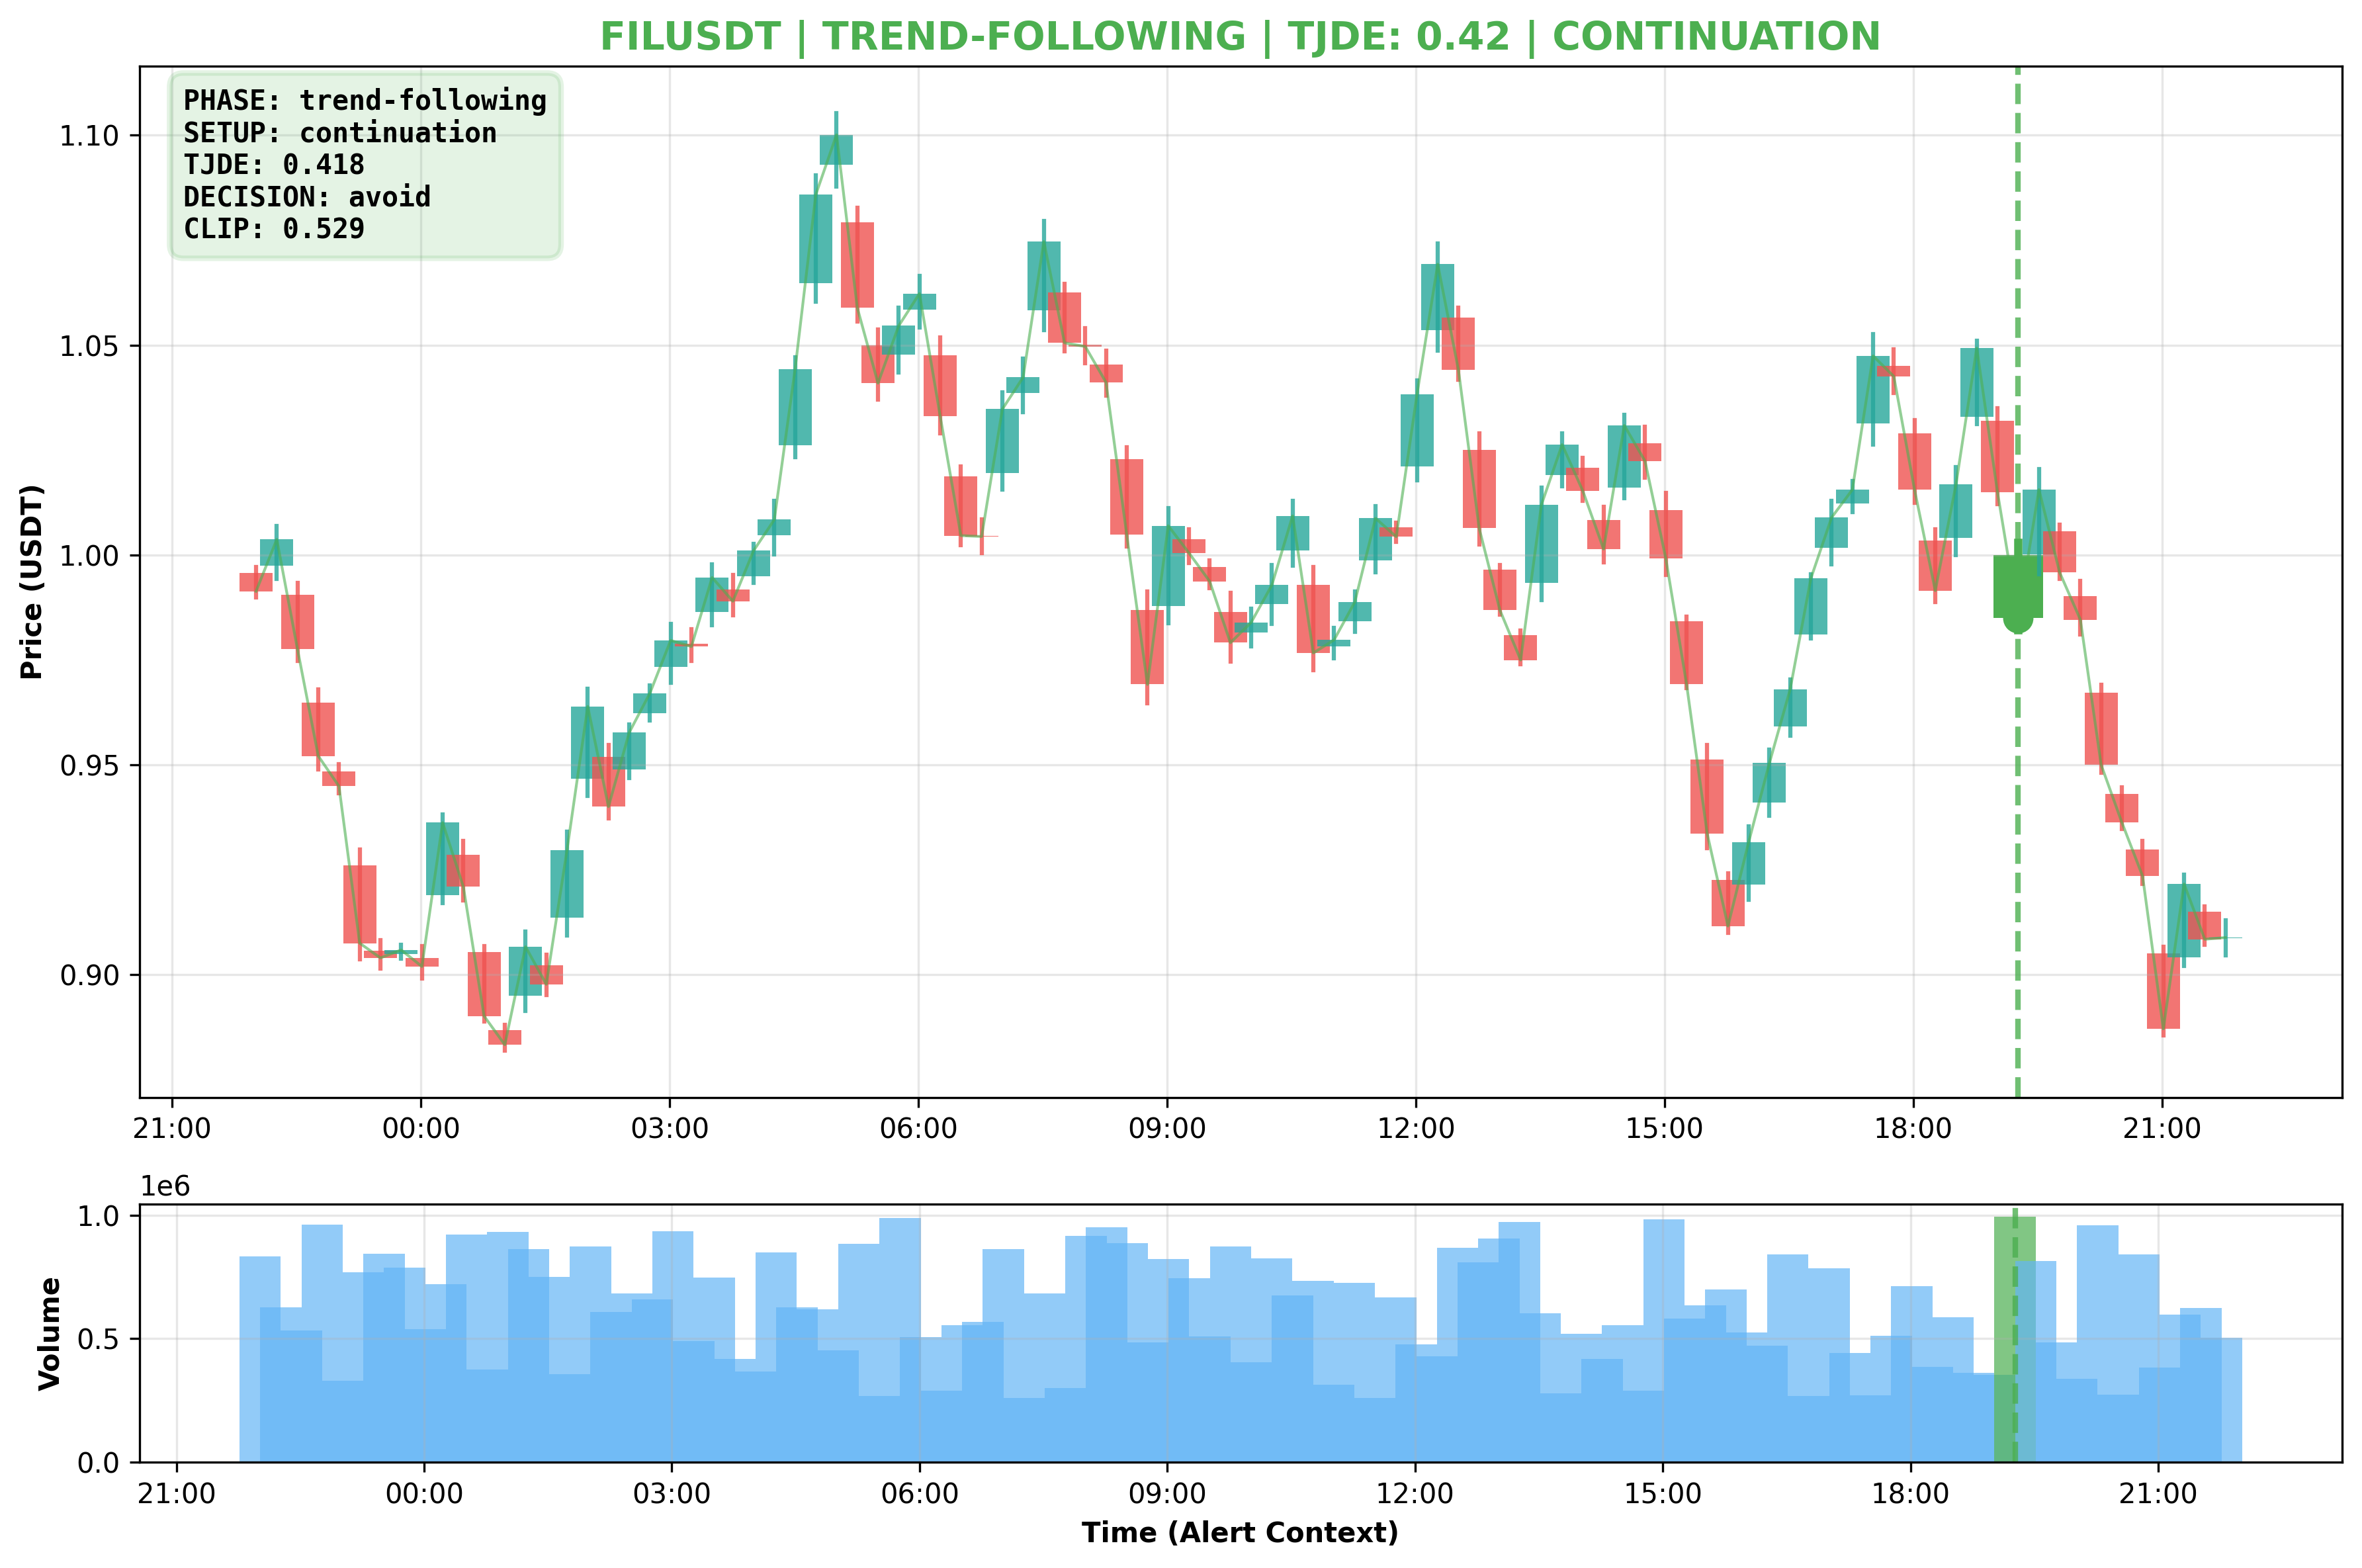 FILUSDT | TREND-FOLLOWING | TJDE: 0.42 | CONTINUATION
PHASE: trend-following
SETUP: continuation
TJDE: 0.418
DECISION: avoid
CLIP: 0.529
1.10
1.05
1.00
0.95
0.90
Price (USDT)
21:00 00:00 03:00 06:00 09:00 12:00 15:00 18:00 21:00
1e6
1.0
0.5
0.0
Volume
21:00 00:00 03:00 06:00 09:00 12:00 15:00 18:00 21:00
Time (Alert Context)